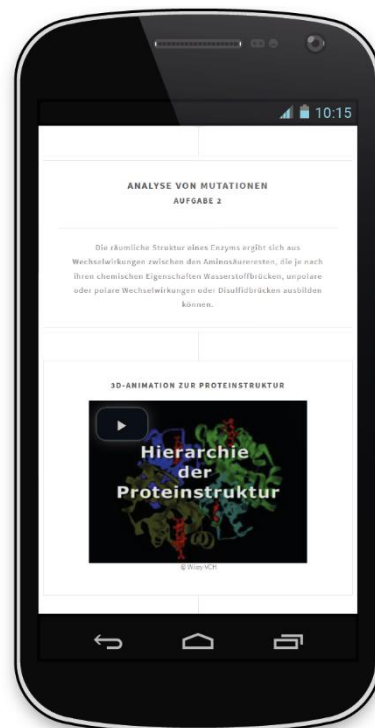 10:15
ANALYSE VON MUTATIONEN
AUFGABE 2
Die räumliche Struktur eines Enzyms ergibt sich aus
Wechselwirkungen zwischen den Aminosäureresten, die je nach
ihren chemischen Eigenschaften Wasserstoffbrücken, unpolare
oder polare Wechselwirkungen oder Disulfidbrücken ausbilden
können.
3D-ANIMATION ZUR PROTEINSTRUKTUR
Hierarchie
der
Proteinstruktur
© Wiley-VCH